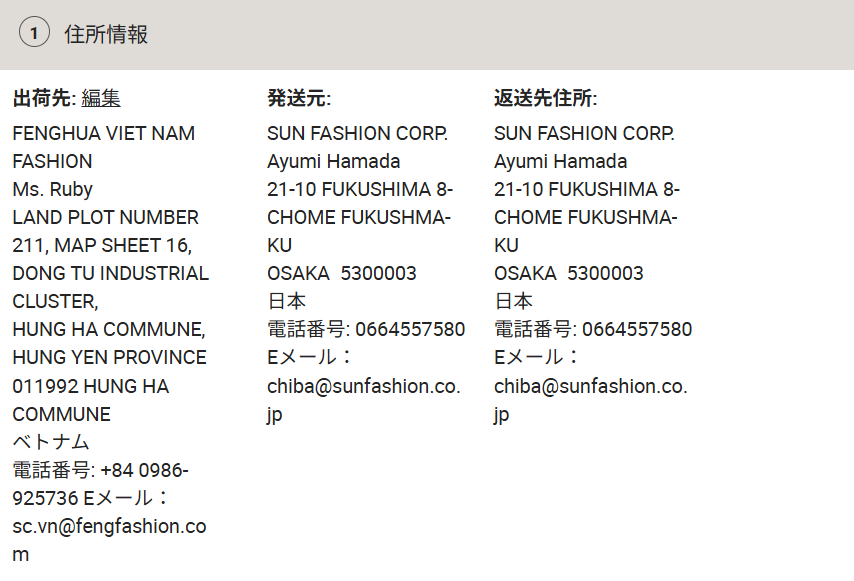 1 住所情報
出荷先: 編集
FENGHUA VIET NAM
FASHION
Ms. Ruby
LAND PLOT NUMBER
211, MAP SHEET 16,
DONG TU INDUSTRIAL
CLUSTER,
HUNG HA COMMUNE,
HUNG YEN PROVINCE
011992 HUNG HA
COMMUNE
ベトナム
電話番号: +84 0986-
925736 Eメール：
sc.vn@fengfashion.co
m
発送元:
SUN FASHION CORP.
Ayumi Hamada
21-10 FUKUSHIMA 8-
CHOME FUKUSHMA-
KU
OSAKA  5300003
日本
電話番号: 0664557580
Eメール：
chiba@sunfashion.co.
jp
返送先住所:
SUN FASHION CORP.
Ayumi Hamada
21-10 FUKUSHIMA 8-
CHOME FUKUSHMA-
KU
OSAKA  5300003
日本
電話番号: 0664557580
Eメール：
chiba@sunfashion.co.
jp